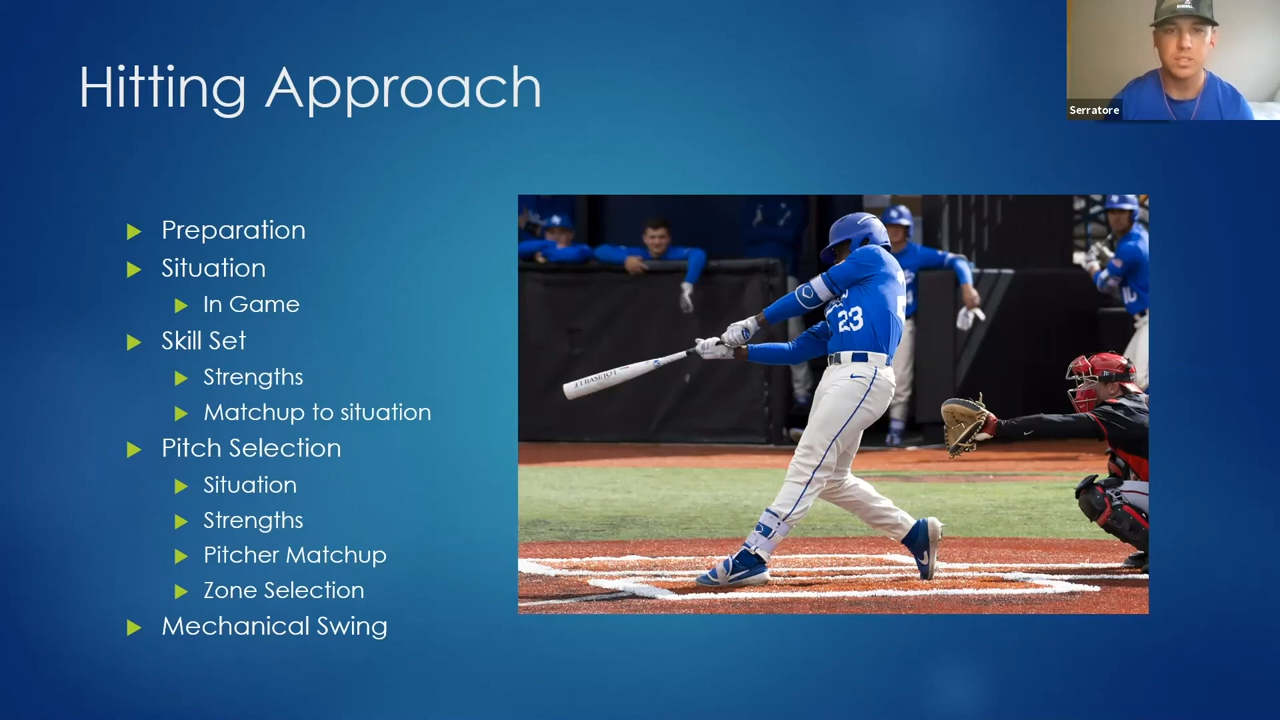 Hitting Approach
Serratore
Preparation
Situation
In Game
Skill Set
Strengths
Matchup to situation
Pitch Selection
Situation
Strengths
Pitcher Matchup
Zone Selection
Mechanical Swing
23